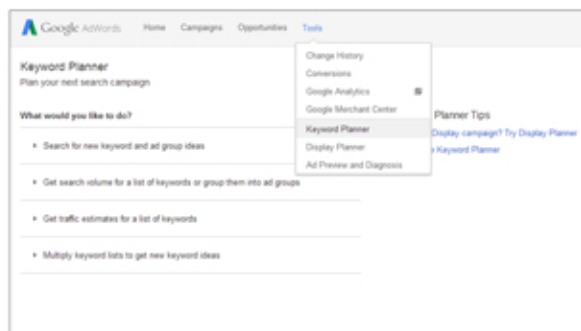 Google AdWords Home Campaigns Opportunities Tools
Change History
Conversions
Google Analytics
Google Merchant Center
Keyword Planner
Display Planner
Ad Preview and Diagnosis
Keyword Planner
Plan your next search campaign
What would you like to do?
Search for new keyword and ad group ideas
Get search volume for a list of keywords or group them into ad groups
Get traffic estimates for a list of keywords
Multiply keyword lists to get new keyword ideas
Planner Tips
Display campaign? Try Display Planner
Keyword Planner